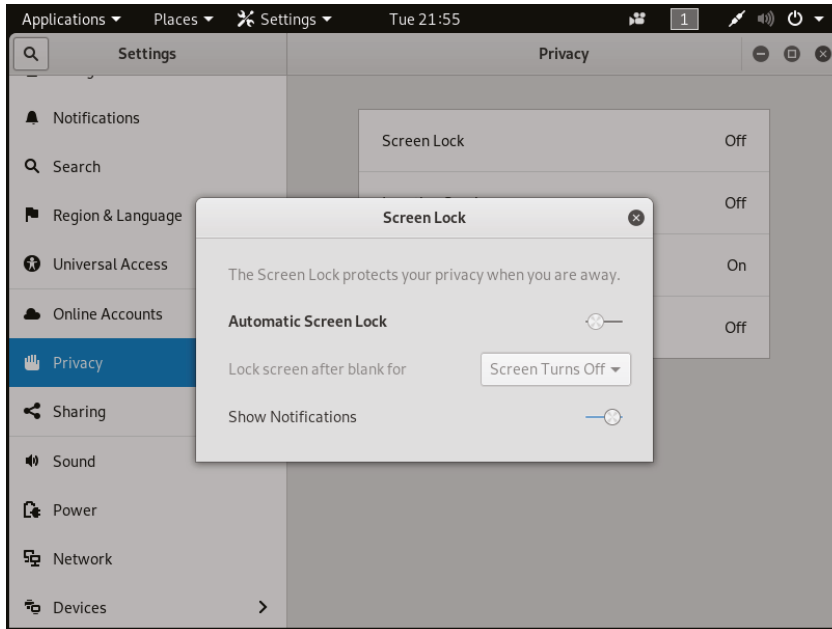 Applications Places Settings Tue 21:55 1
Settings
Privacy
Notifications
Search
Region & Language
Universal Access
Online Accounts
Privacy
Sharing
Sound
Power
Network
Devices
Screen Lock Off
Off
On
Off
Screen Lock
The Screen Lock protects your privacy when you are away.
Automatic Screen Lock
Lock screen after blank for Screen Turns Off
Show Notifications